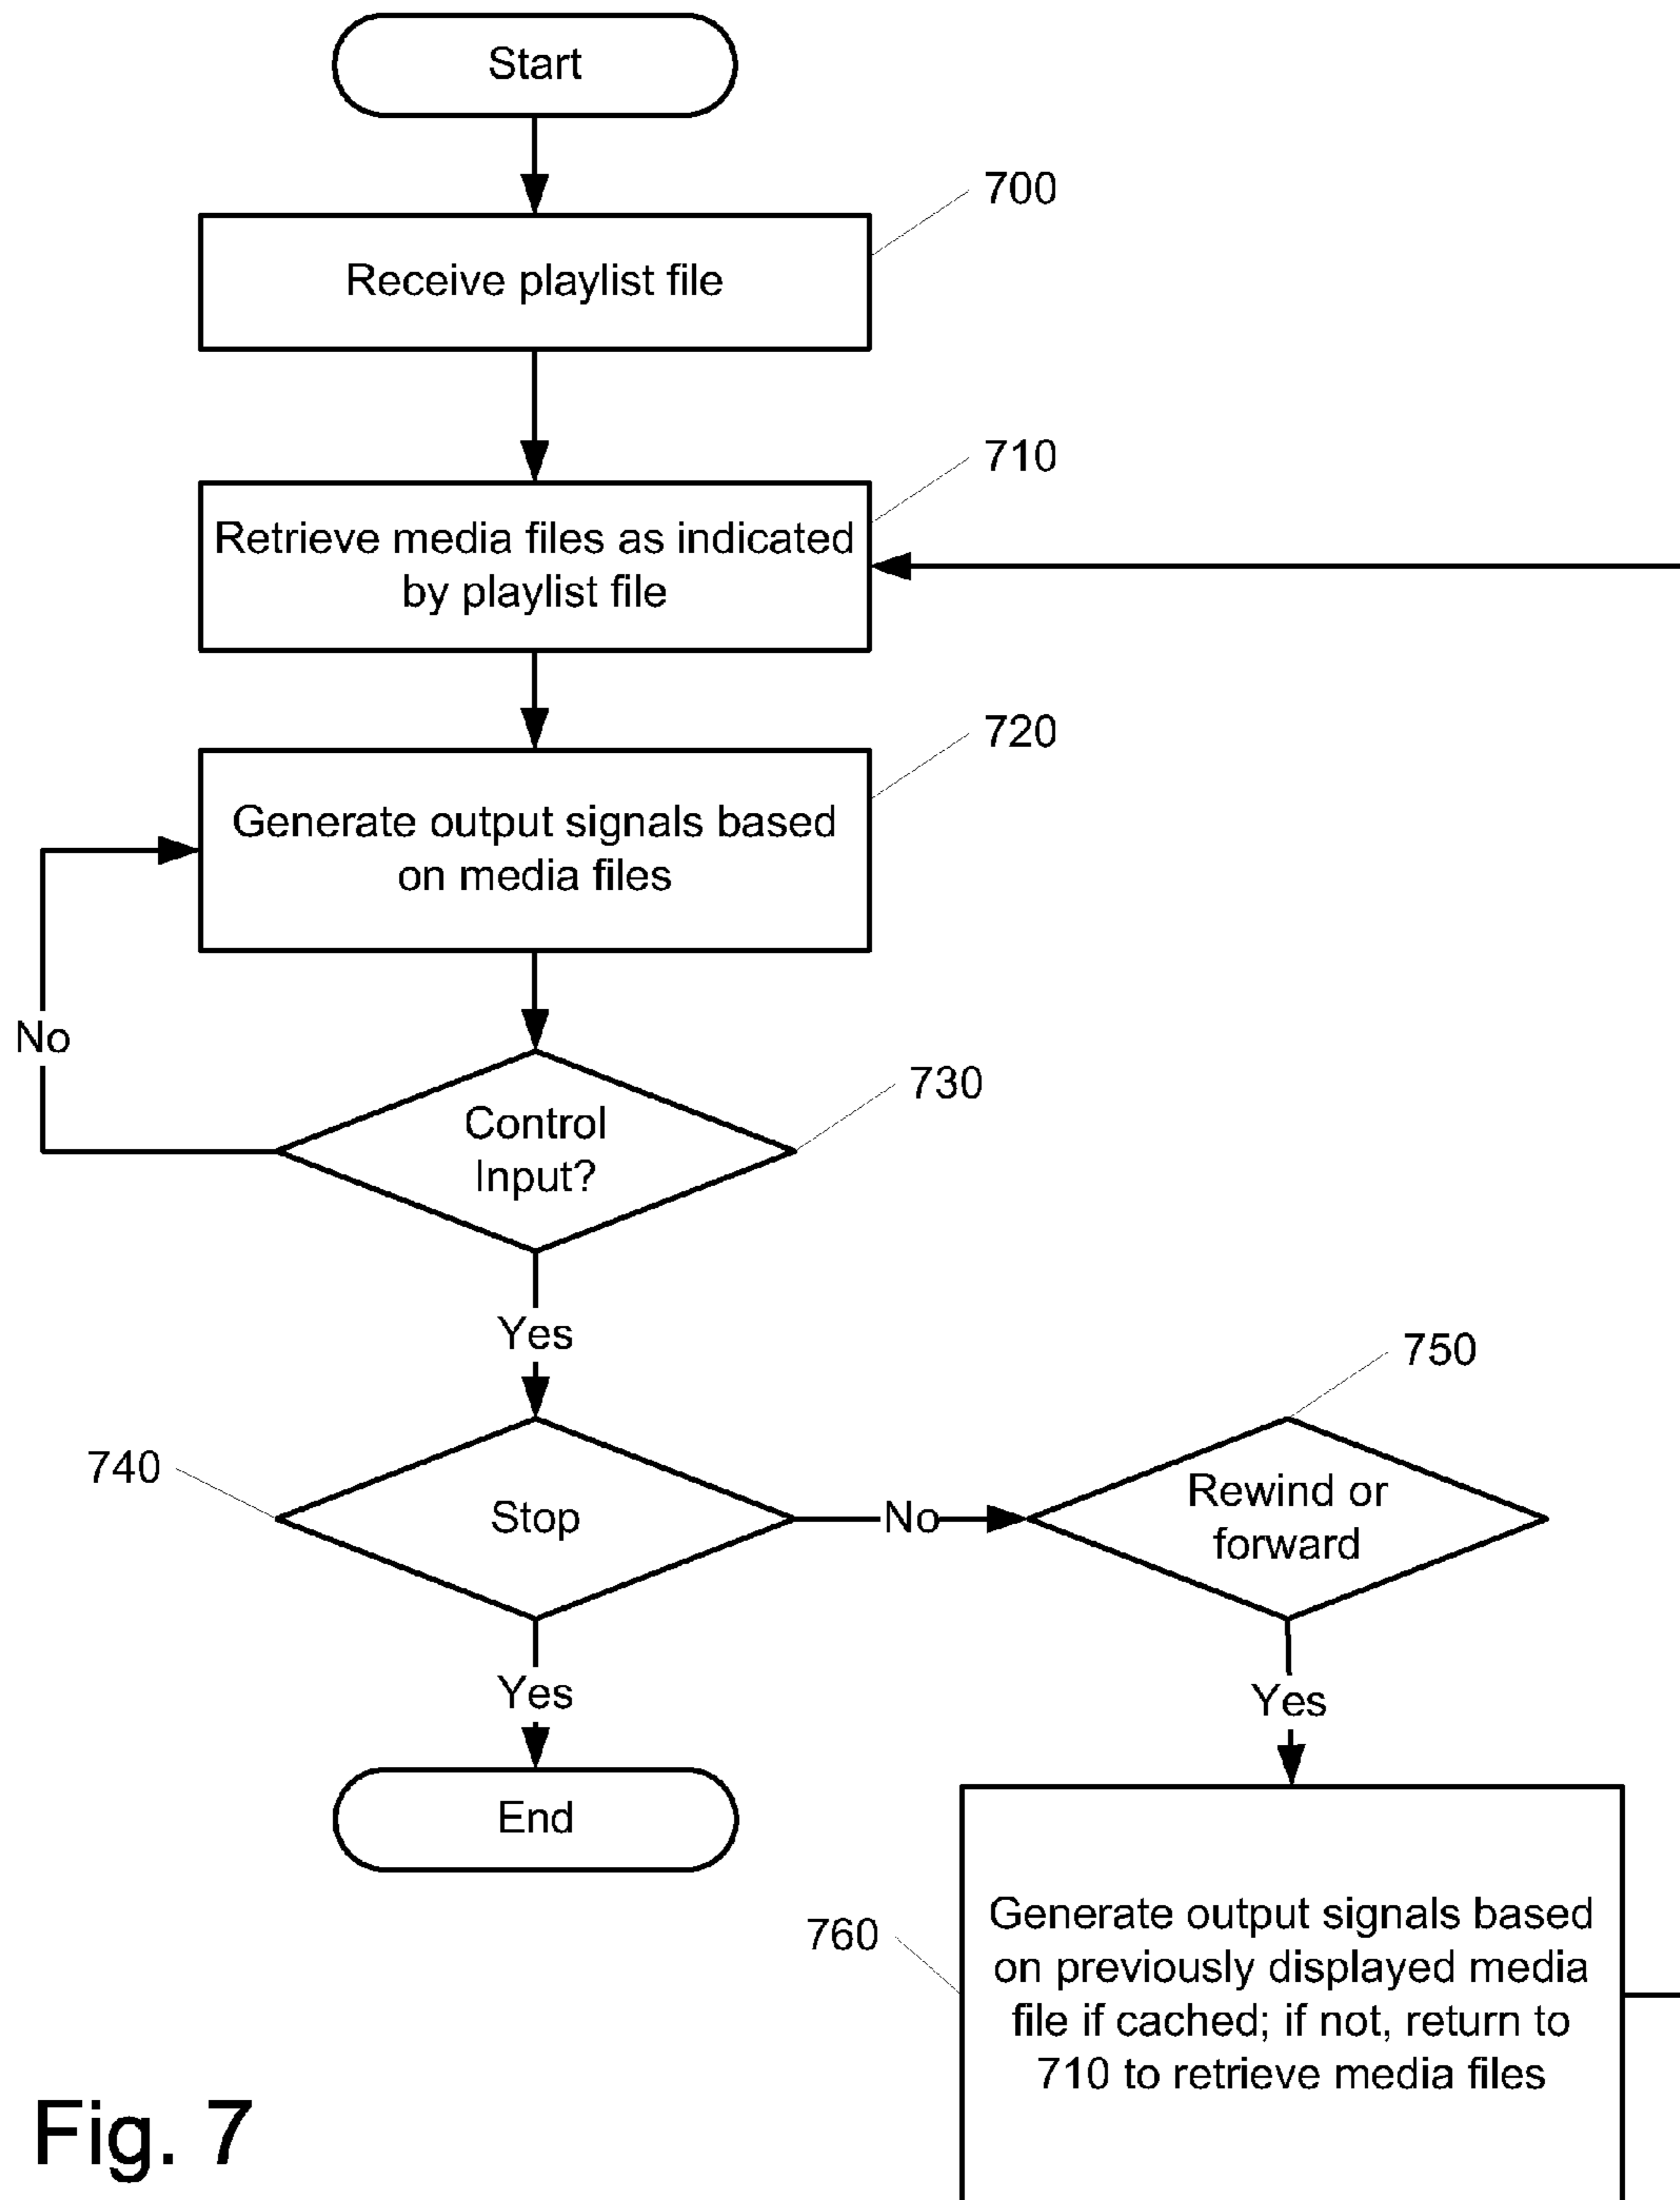 Start
700
Receive playlist file
710
Retrieve media files as indicated
by playlist file
720
Generate output signals based
on media files
No
730
Control
Input?
Yes
740
Stop
No
750
Rewind or
forward
Yes
Yes
End
760
Generate output signals based
on previously displayed media
file if cached; if not, return to
710 to retrieve media files
Fig. 7